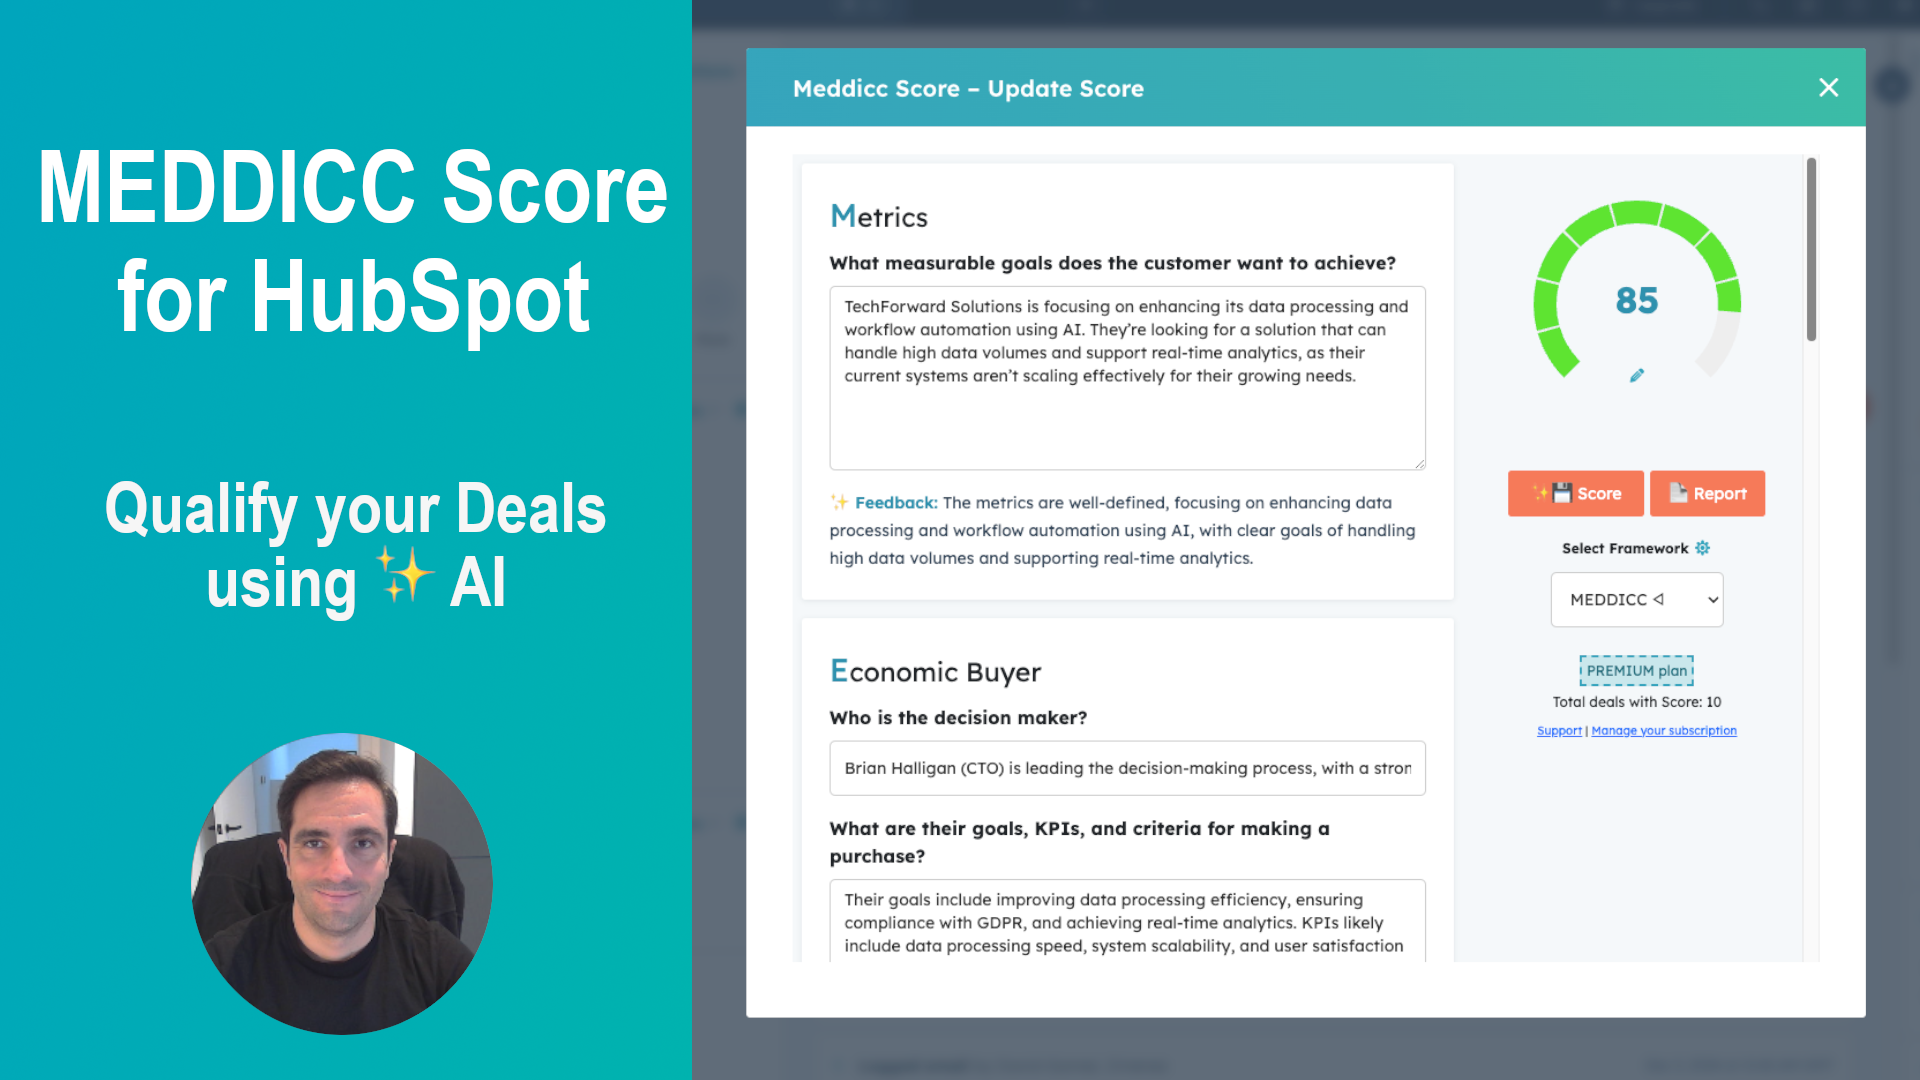 MEDDICC Score
for HubSpot
Qualify your Deals
using ✨ AI
Meddicc Score – Update Score
Metrics
What measurable goals does the customer want to achieve?
TechForward Solutions is focusing on enhancing its data processing and
workflow automation using AI. They’re looking for a solution that can
handle high data volumes and support real-time analytics, as their
current systems aren’t scaling effectively for their growing needs.
✨ Feedback: The metrics are well-defined, focusing on enhancing data
processing and workflow automation using AI, with clear goals of handling
high data volumes and supporting real-time analytics.
Economic Buyer
Who is the decision maker?
Brian Halligan (CTO) is leading the decision-making process, with a stron
What are their goals, KPIs, and criteria for making a
purchase?
Their goals include improving data processing efficiency, ensuring
compliance with GDPR, and achieving real-time analytics. KPIs likely
include data processing speed, system scalability, and user satisfaction
85
✨💾 Score
📄 Report
Select Framework
MEDDICC
PREMIUM plan
Total deals with Score: 10
Support | Manage your subscription